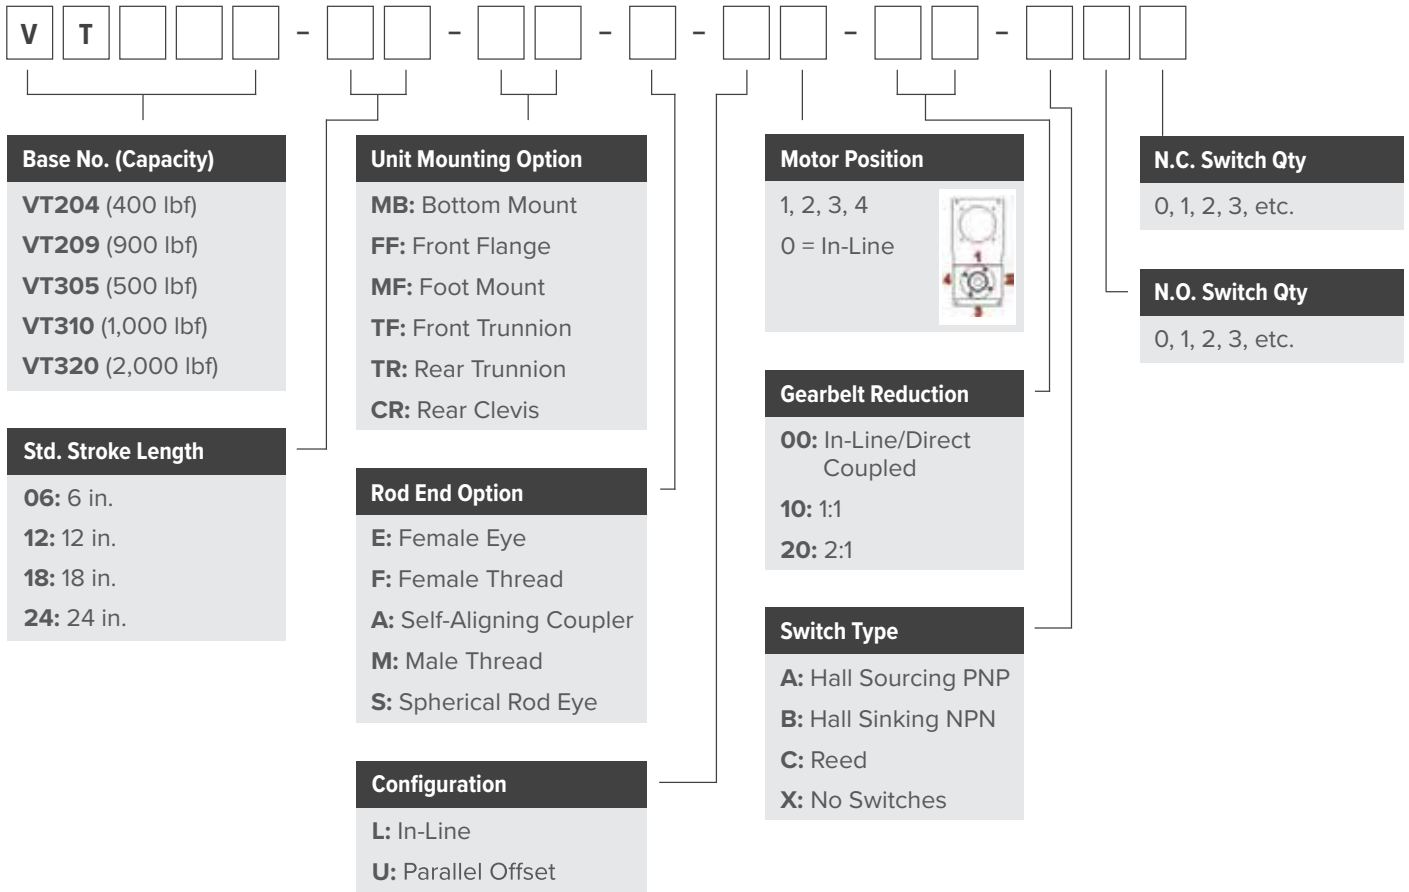 V T – – – – – –
Base No. (Capacity)
VT204 (400 lbf)
VT209 (900 lbf)
VT305 (500 lbf)
VT310 (1,000 lbf)
VT320 (2,000 lbf)
Std. Stroke Length
06: 6 in.
12: 12 in.
18: 18 in.
24: 24 in.
Unit Mounting Option
MB: Bottom Mount
FF: Front Flange
MF: Foot Mount
TF: Front Trunnion
TR: Rear Trunnion
CR: Rear Clevis
Rod End Option
E: Female Eye
F: Female Thread
A: Self-Aligning Coupler
M: Male Thread
S: Spherical Rod Eye
Configuration
L: In-Line
U: Parallel Offset
Motor Position
1, 2, 3, 4
0 = In-Line
1
4
2
3
Gearbelt Reduction
00: In-Line/Direct
Coupled
10: 1:1
20: 2:1
Switch Type
A: Hall Sourcing PNP
B: Hall Sinking NPN
C: Reed
X: No Switches
N.C. Switch Qty
0, 1, 2, 3, etc.
N.O. Switch Qty
0, 1, 2, 3, etc.